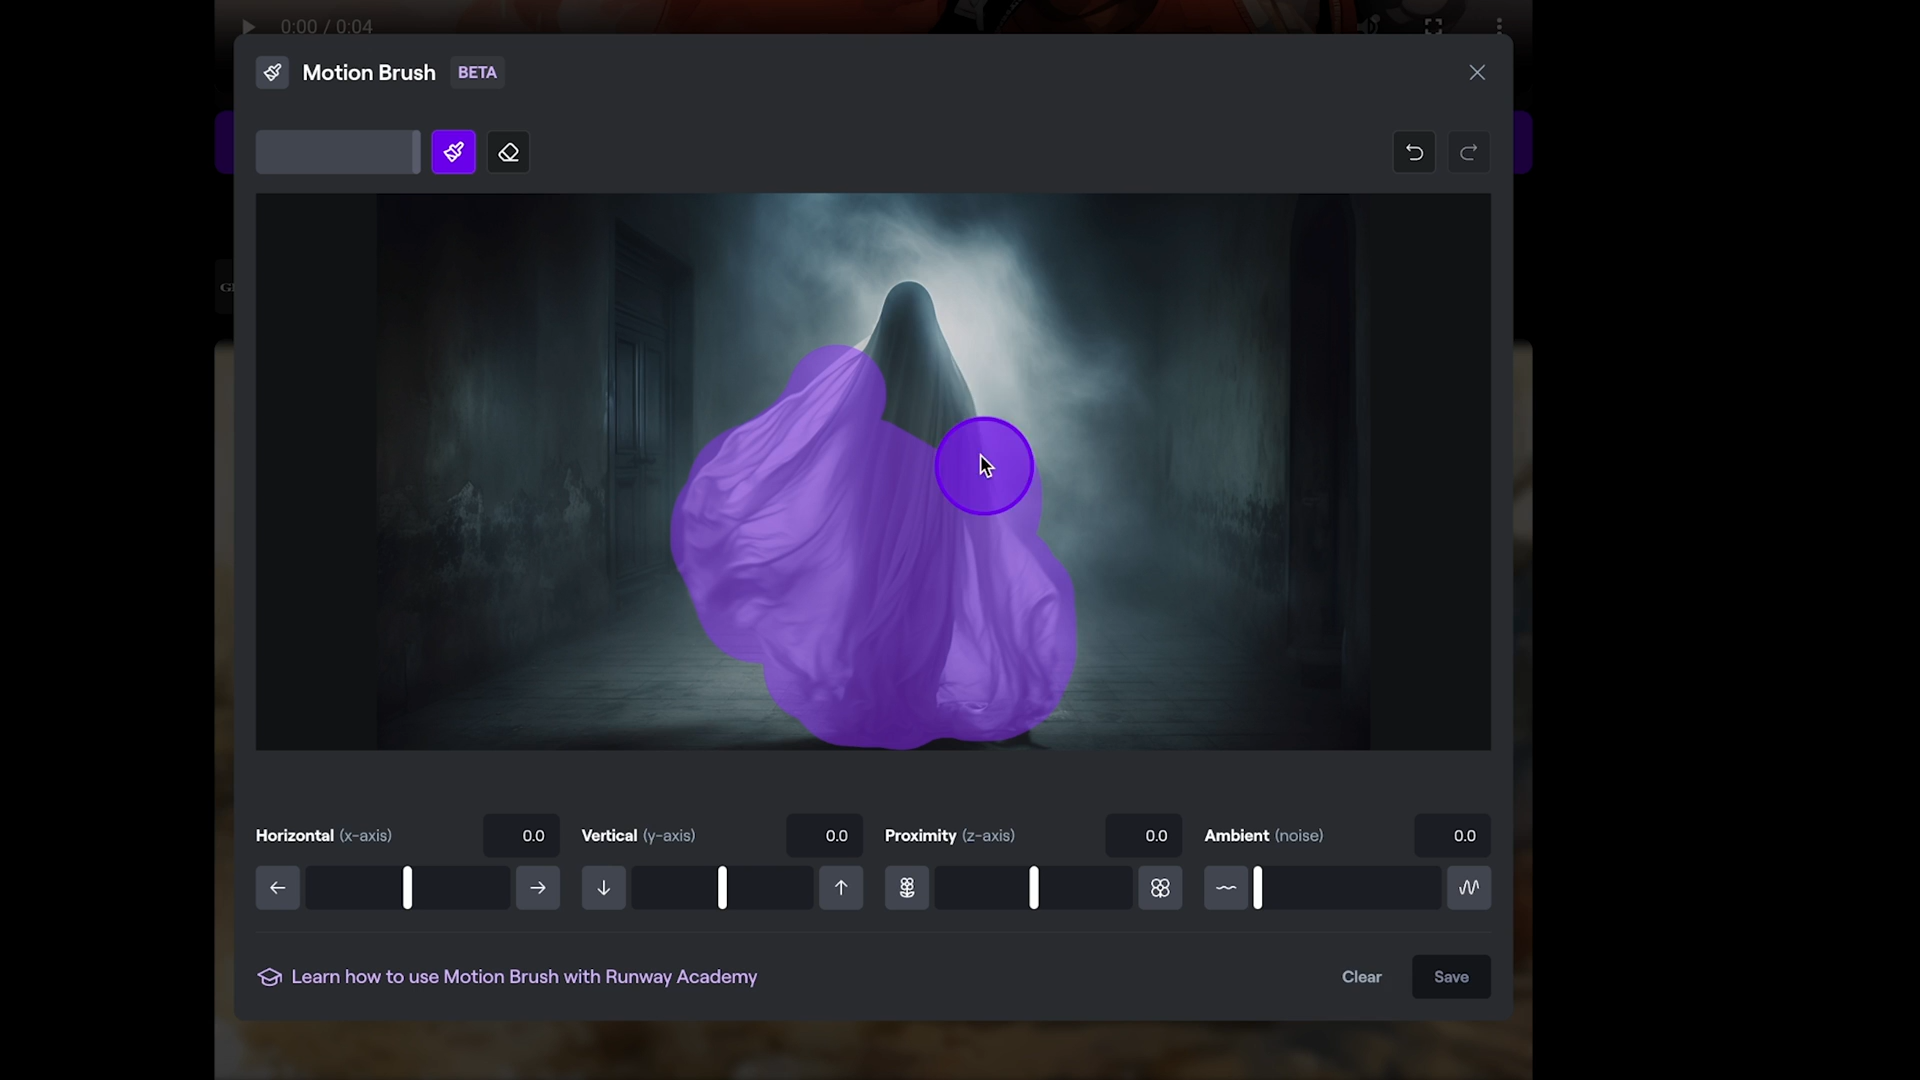 0:00 / 0:04
Motion Brush BETA
Horizontal (x-axis) 0.0 Vertical (y-axis) 0.0 Proximity (z-axis) 0.0 Ambient (noise) 0.0
Learn how to use Motion Brush with Runway Academy
Clear Save